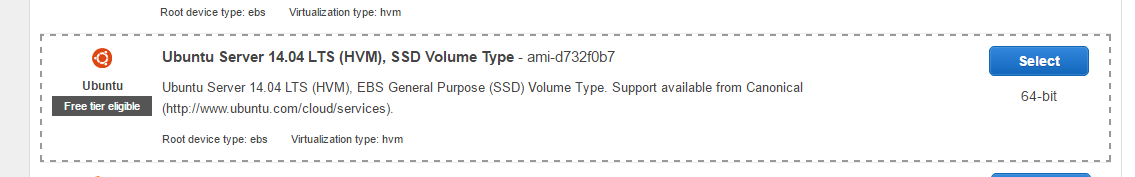 Root device type: ebs Virtualization type: hvm
Ubuntu Server 14.04 LTS (HVM), SSD Volume Type - ami-d732f0b7
Select
Ubuntu
Ubuntu Server 14.04 LTS (HVM), EBS General Purpose (SSD) Volume Type. Support available from Canonical
64-bit
Free tier eligible
(http://www.ubuntu.com/cloud/services).
Root device type: ebs Virtualization type: hvm